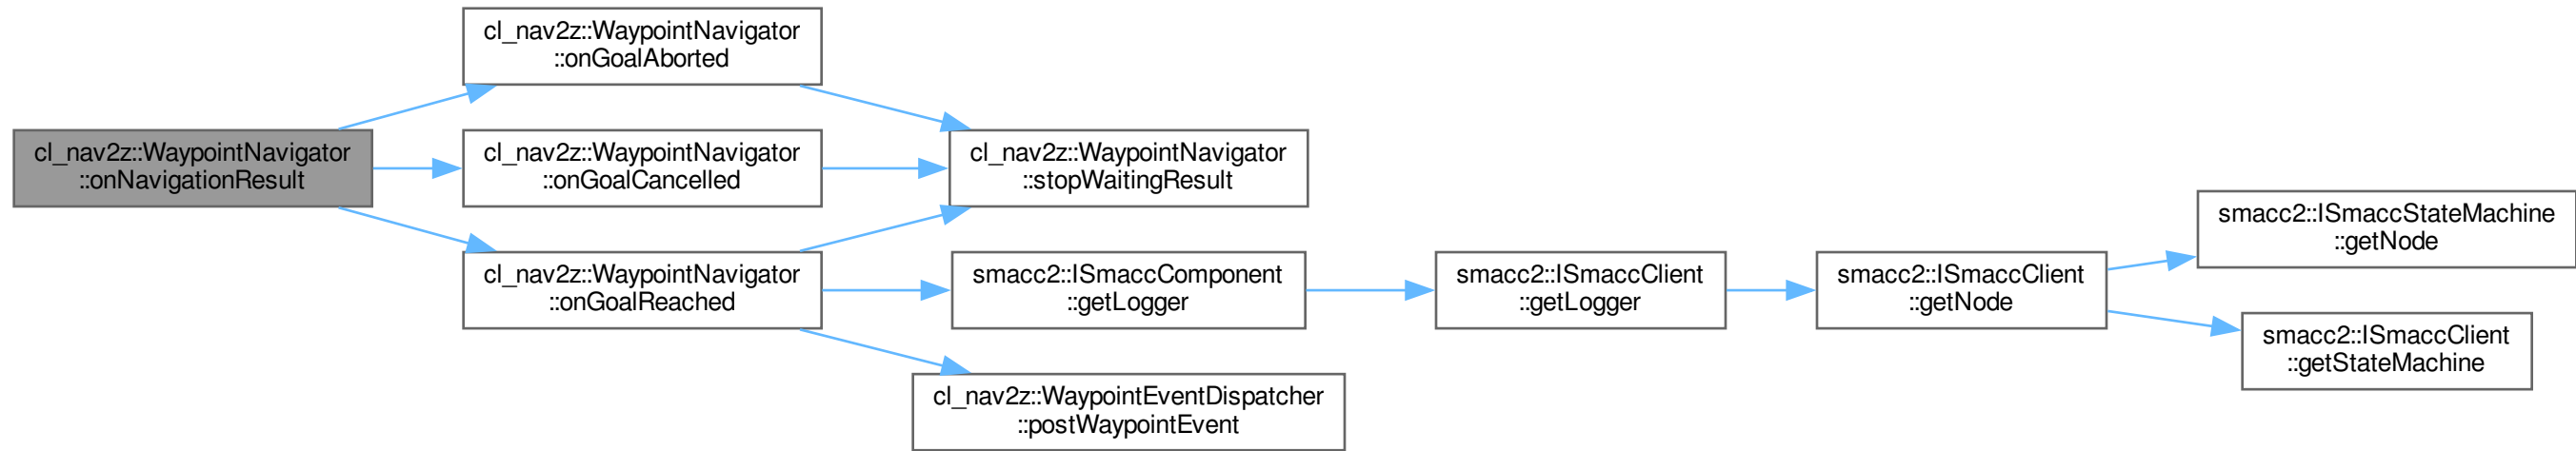 cl_nav2z::WaypointNavigator
::onNavigationResult
cl_nav2z::WaypointNavigator
::onGoalAborted
cl_nav2z::WaypointNavigator
::onGoalCancelled
cl_nav2z::WaypointNavigator
::onGoalReached
cl_nav2z::WaypointNavigator
::stopWaitingResult
smacc2::ISmaccComponent
::getLogger
cl_nav2z::WaypointEventDispatcher
::postWaypointEvent
smacc2::ISmaccClient
::getLogger
smacc2::ISmaccClient
::getNode
smacc2::ISmaccStateMachine
::getNode
smacc2::ISmaccClient
::getStateMachine